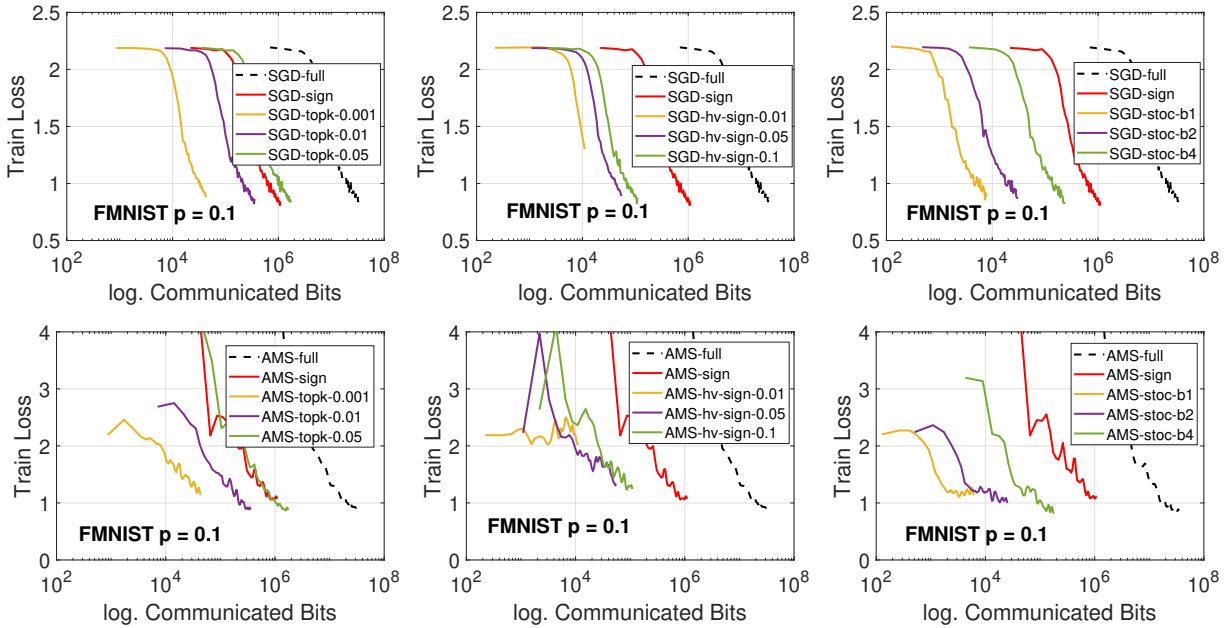 2.5
2
1.5
1
0.5
Train Loss
SGD-full
SGD-sign
SGD-topk-0.001
SGD-topk-0.01
SGD-topk-0.05
FMNIST p = 0.1
10^2 10^4 10^6 10^8
log. Communicated Bits
2.5
2
1.5
1
0.5
Train Loss
SGD-full
SGD-sign
SGD-hv-sign-0.01
SGD-hv-sign-0.05
SGD-hv-sign-0.1
FMNIST p = 0.1
10^2 10^4 10^6 10^8
log. Communicated Bits
2.5
2
1.5
1
0.5
Train Loss
SGD-full
SGD-sign
SGD-stoc-b1
SGD-stoc-b2
SGD-stoc-b4
FMNIST p = 0.1
10^2 10^4 10^6 10^8
log. Communicated Bits
4
3
2
1
0
Train Loss
AMS-full
AMS-sign
AMS-topk-0.001
AMS-topk-0.01
AMS-topk-0.05
FMNIST p = 0.1
10^2 10^4 10^6 10^8
log. Communicated Bits
4
3
2
1
0
Train Loss
AMS-full
AMS-sign
AMS-hv-sign-0.01
AMS-hv-sign-0.05
AMS-hv-sign-0.1
FMNIST p = 0.1
10^2 10^4 10^6 10^8
log. Communicated Bits
4
3
2
1
0
Train Loss
AMS-full
AMS-sign
AMS-stoc-b1
AMS-stoc-b2
AMS-stoc-b4
FMNIST p = 0.1
10^2 10^4 10^6 10^8
log. Communicated Bits